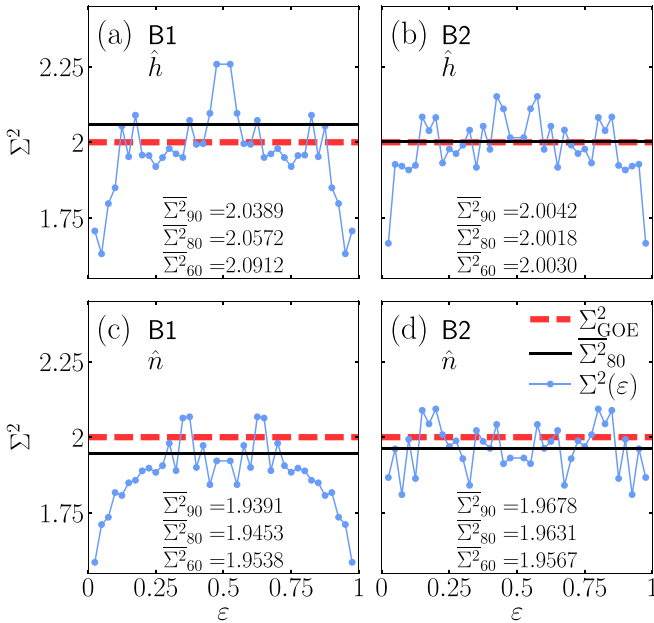 (a) B1
ĥ
(b) B2
ĥ
2.25
2
1.75
Σ²
Σ²₉₀ =2.0389
Σ²₈₀ =2.0572
Σ²₆₀ =2.0912
Σ²₉₀ =2.0042
Σ²₈₀ =2.0018
Σ²₆₀ =2.0030
(c) B1
n̂
(d) B2
n̂
Σ²GOE
Σ²₈₀
Σ²(ε)
2.25
2
1.75
Σ²
Σ²₉₀ =1.9391
Σ²₈₀ =1.9453
Σ²₆₀ =1.9538
Σ²₉₀ =1.9678
Σ²₈₀ =1.9631
Σ²₆₀ =1.9567
0 0.25 0.5 0.75 1
0 0.25 0.5 0.75 1
ε
ε